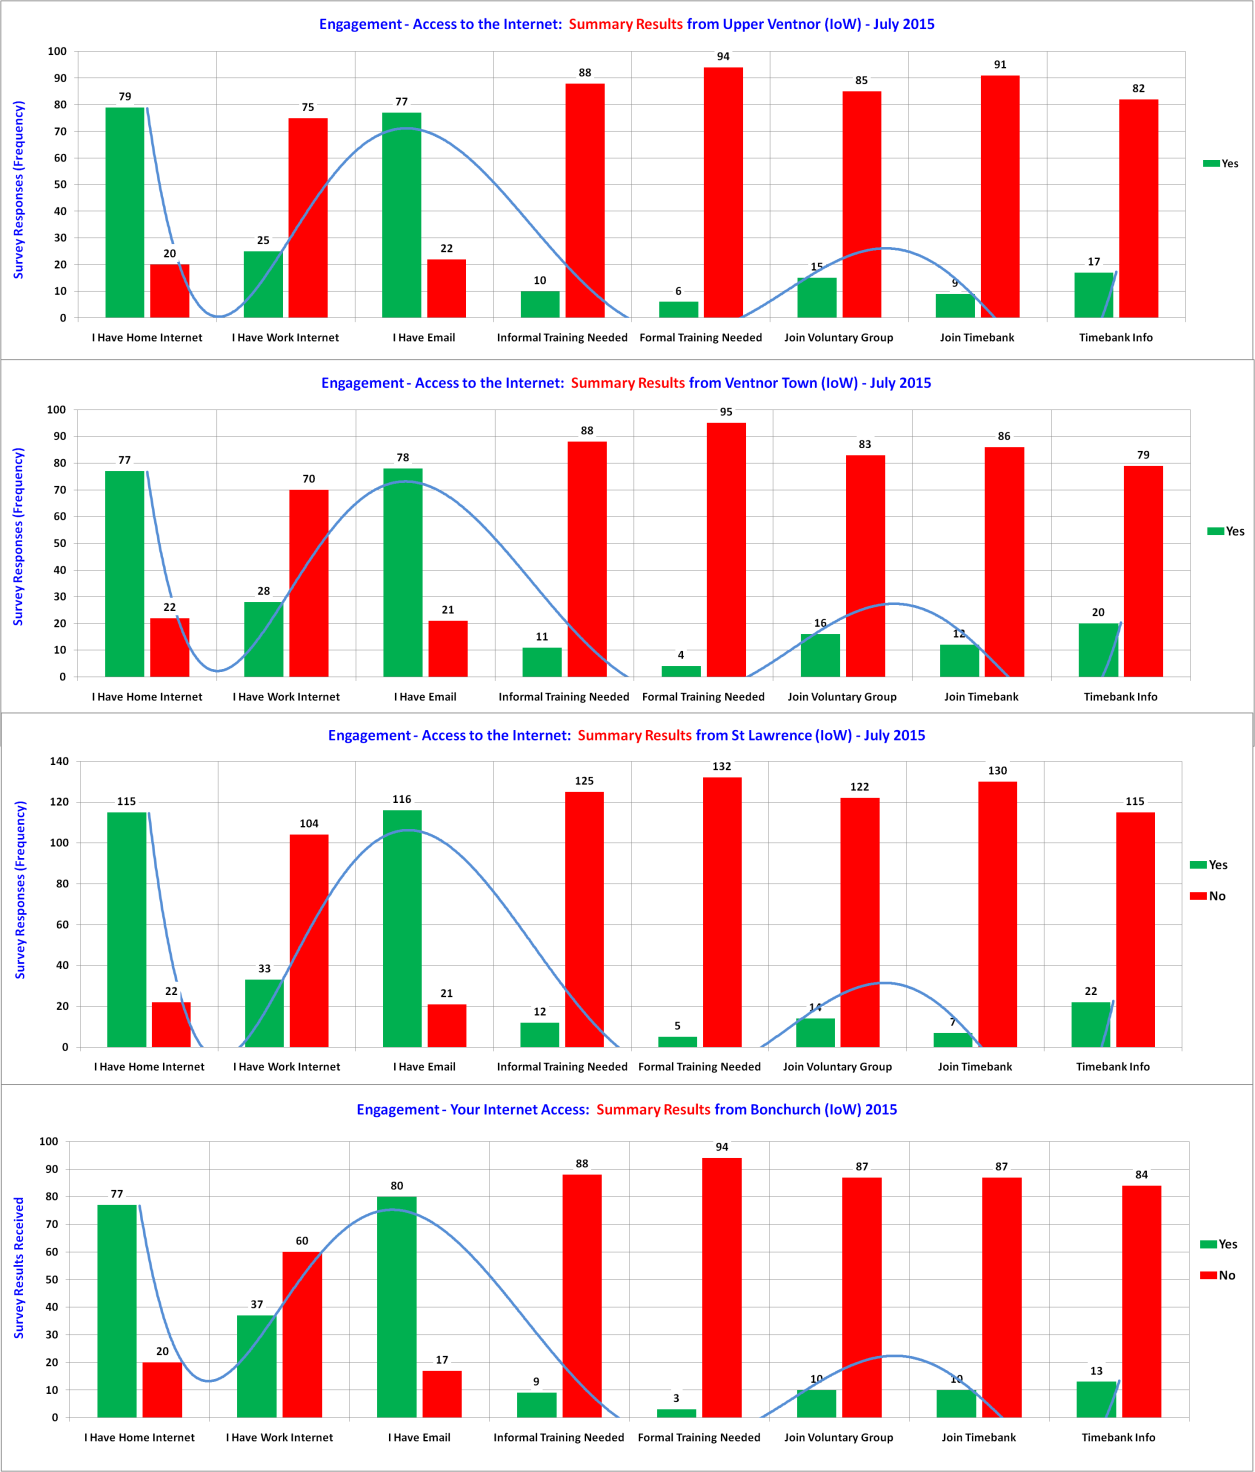 Engagement - Access to the Internet: Summary Results from Upper Ventnor (IoW) - July 2015
Survey Responses (Frequency)
100
90
80
70
60
50
40
30
20
10
0
79
20
25
75
77
22
10
88
6
94
15
85
9
91
17
82
I Have Home Internet
I Have Work Internet
I Have Email
Informal Training Needed
Formal Training Needed
Join Voluntary Group
Join Timebank
Timebank Info
Yes
Engagement - Access to the Internet: Summary Results from Ventnor Town (IoW) - July 2015
Survey Responses (Frequency)
100
90
80
70
60
50
40
30
20
10
0
77
22
28
70
78
21
11
88
4
95
16
83
12
86
20
79
I Have Home Internet
I Have Work Internet
I Have Email
Informal Training Needed
Formal Training Needed
Join Voluntary Group
Join Timebank
Timebank Info
Yes
Engagement - Access to the Internet: Summary Results from St Lawrence (IoW) - July 2015
Survey Responses (Frequency)
140
120
100
80
60
40
20
0
115
22
33
104
116
21
12
125
5
132
14
122
7
130
22
115
I Have Home Internet
I Have Work Internet
I Have Email
Informal Training Needed
Formal Training Needed
Join Voluntary Group
Join Timebank
Timebank Info
Yes
No
Engagement - Your Internet Access: Summary Results from Bonchurch (IoW) 2015
Survey Results Received
100
90
80
70
60
50
40
30
20
10
0
77
20
37
60
80
17
9
88
3
94
10
87
10
87
13
84
I Have Home Internet
I Have Work Internet
I Have Email
Informal Training Needed
Formal Training Needed
Join Voluntary Group
Join Timebank
Timebank Info
Yes
No